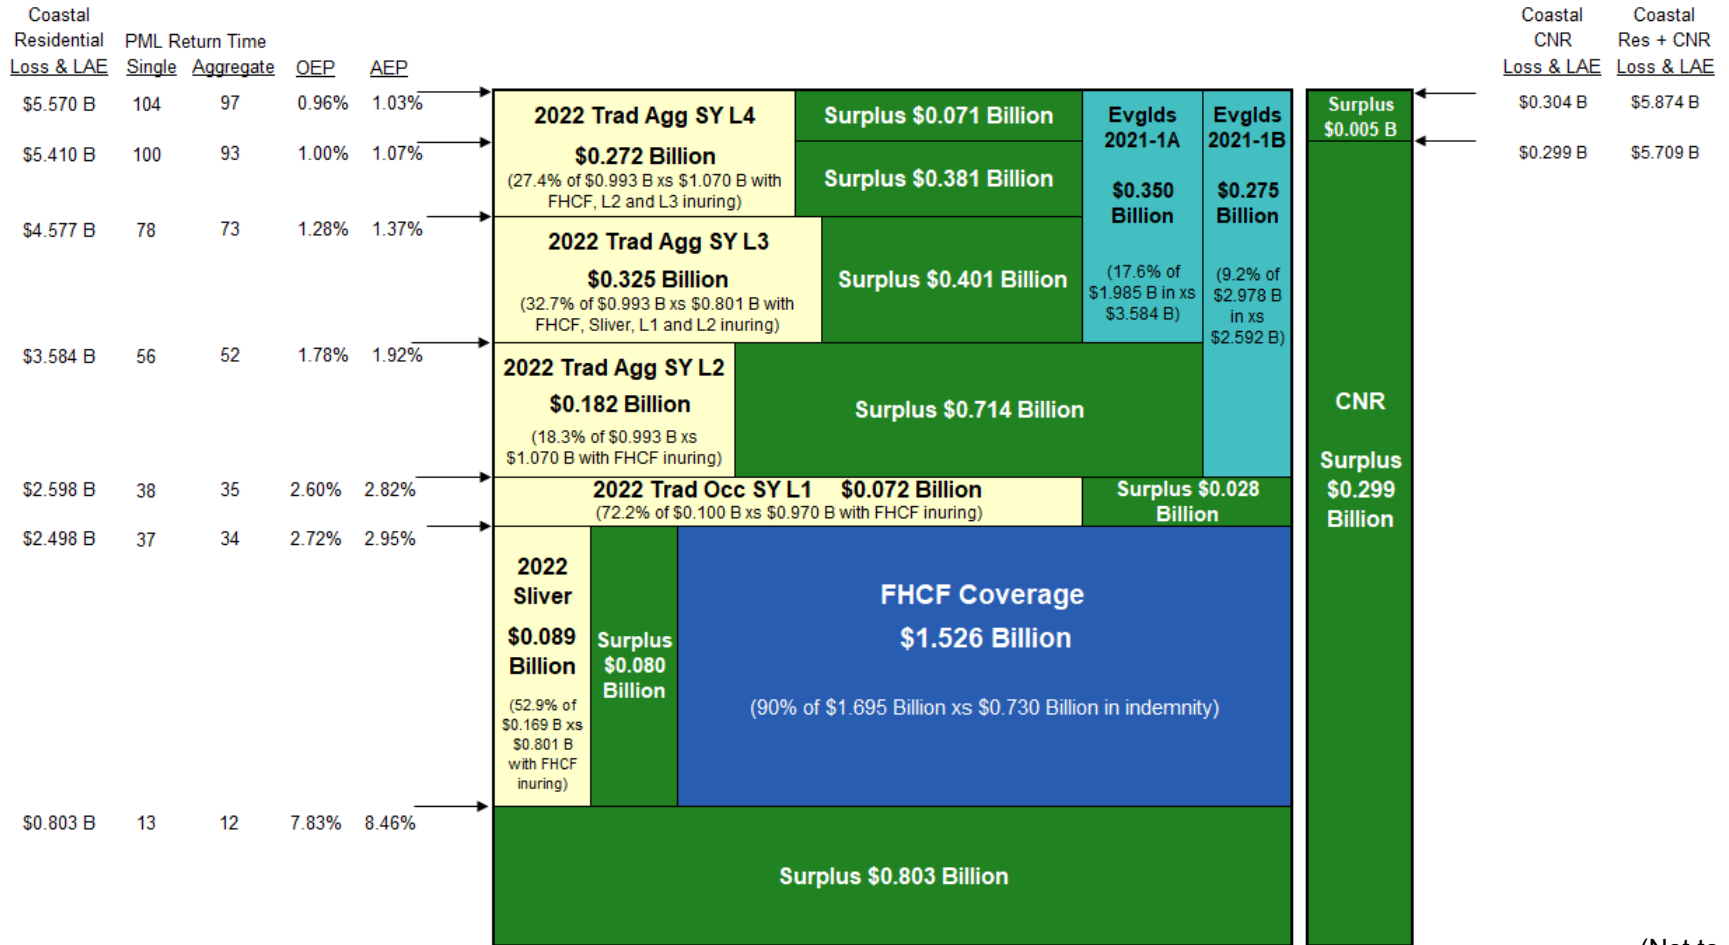 Coastal
Residential
Loss & LAE
PML Return Time
Single Aggregate OEP AEP
Coastal
CNR
Loss & LAE
Coastal
Res + CNR
Loss & LAE
$5.570 B 104 97 0.96% 1.03%
$5.410 B 100 93 1.00% 1.07%
$4.577 B 78 73 1.28% 1.37%
$3.584 B 56 52 1.78% 1.92%
$2.598 B 38 35 2.60% 2.82%
$2.498 B 37 34 2.72% 2.95%
$0.803 B 13 12 7.83% 8.46%
2022 Trad Agg SY L4
$0.272 Billion
(27.4% of $0.993 B xs $1.070 B with
FHCF, L2 and L3 inuring)
Surplus $0.071 Billion
Surplus $0.381 Billion
Evglds
2021-1A
$0.350
Billion
(17.6% of
$1.985 B in xs
$3.584 B)
Evglds
2021-1B
$0.275
Billion
(9.2% of
$2.978 B
in xs
$2.592 B)
2022 Trad Agg SY L3
$0.325 Billion
(32.7% of $0.993 B xs $0.801 B with
FHCF, Sliver, L1 and L2 inuring)
Surplus $0.401 Billion
2022 Trad Agg SY L2
$0.182 Billion
(18.3% of $0.993 B xs
$1.070 B with FHCF inuring)
Surplus $0.714 Billion
2022 Trad Occ SY L1 $0.072 Billion
(72.2% of $0.100 B xs $0.970 B with FHCF inuring)
Surplus $0.028
Billion
2022
Sliver
$0.089
Billion
(52.9% of
$0.169 B xs
$0.801 B
with FHCF
inuring)
Surplus
$0.080
Billion
FHCF Coverage
$1.526 Billion
(90% of $1.695 Billion xs $0.730 Billion in indemnity)
Surplus $0.803 Billion
Surplus
$0.005 B
CNR
Surplus
$0.299
Billion
$0.304 B $5.874 B
$0.299 B $5.709 B